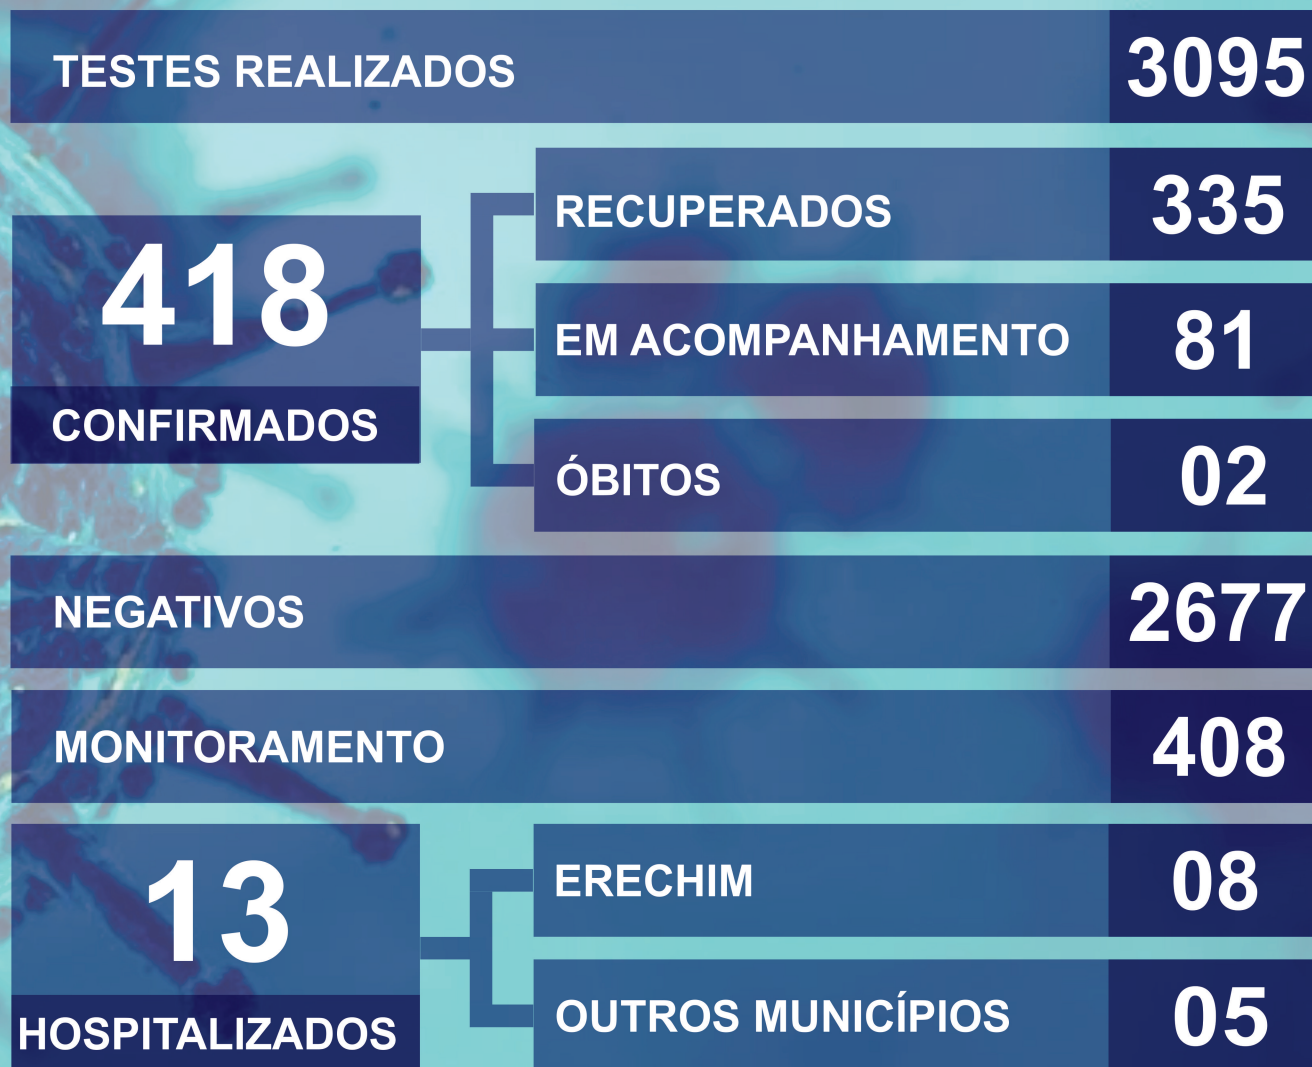 TESTES REALIZADOS 3095
418
CONFIRMADOS
RECUPERADOS 335
EM ACOMPANHAMENTO 81
ÓBITOS 02
NEGATIVOS 2677
MONITORAMENTO 408
13
HOSPITALIZADOS
ERECHIM 08
OUTROS MUNICÍPIOS 05